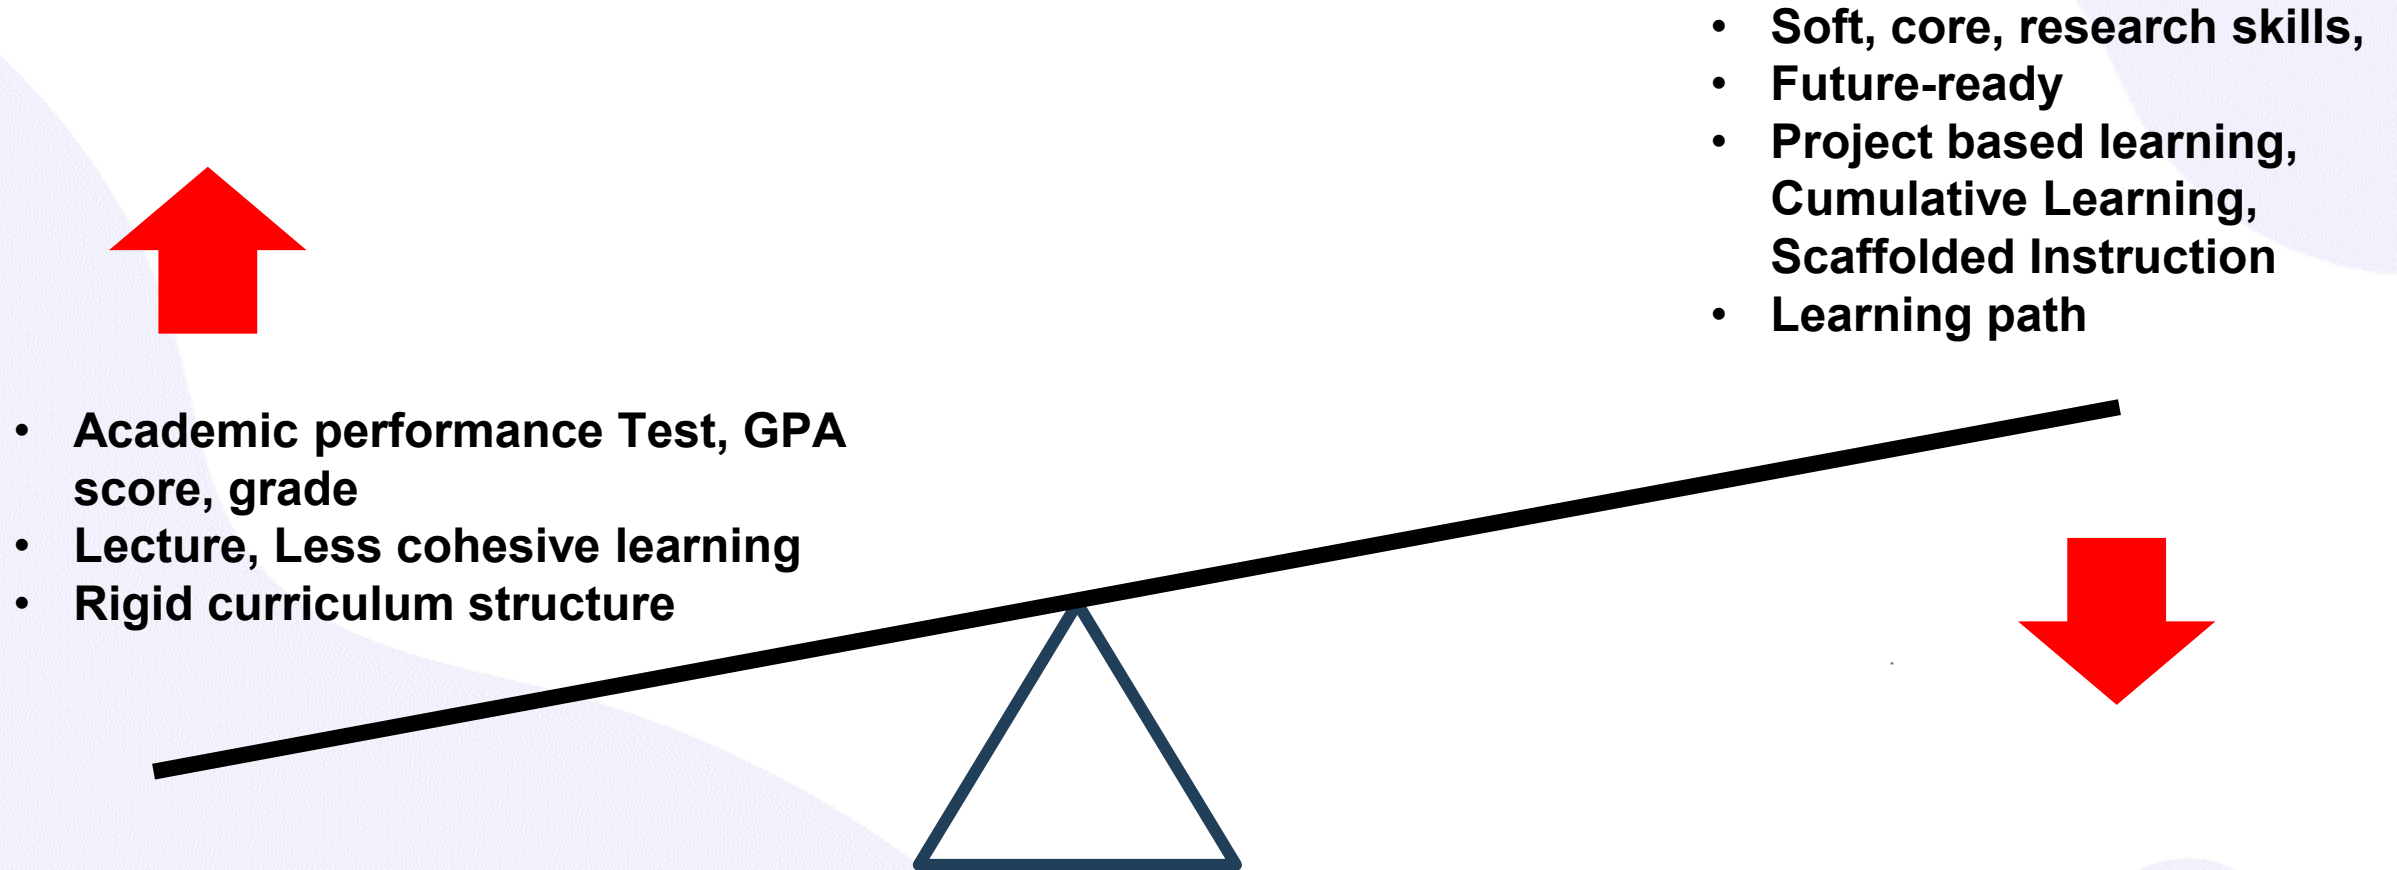 • Soft, core, research skills,
• Future-ready
• Project based learning,
Cumulative Learning,
Scaffolded Instruction
• Learning path
• Academic performance Test, GPA
score, grade
• Lecture, Less cohesive learning
• Rigid curriculum structure